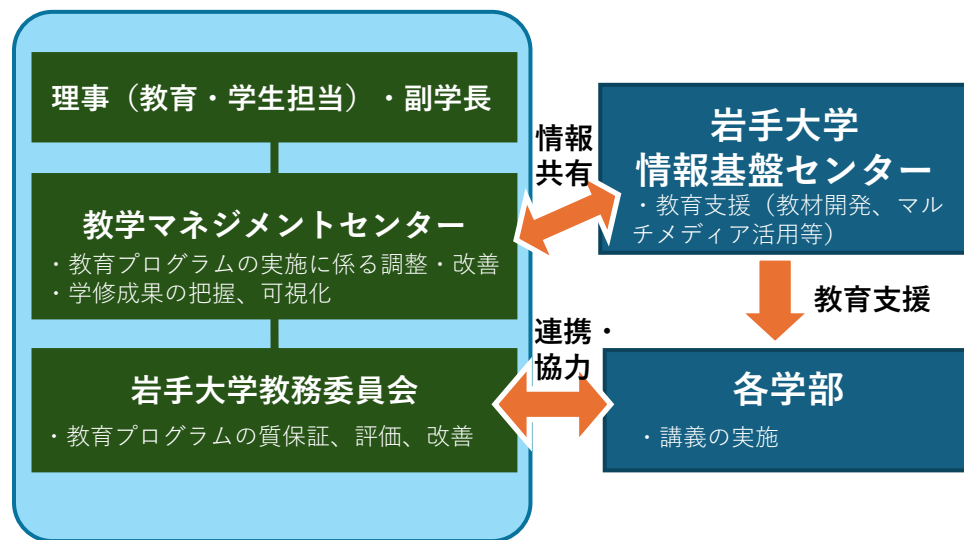 理事（教育・学生担当）・副学長
教学マネジメントセンター
・教育プログラムの実施に係る調整・改善
・学修成果の把握、可視化
岩手大学教務委員会
・教育プログラムの質保証、評価、改善
情報
共有
連携・
協力
岩手大学
情報基盤センター
・教育支援（教材開発、マル
チメディア活用等）
教育支援
各学部
・講義の実施